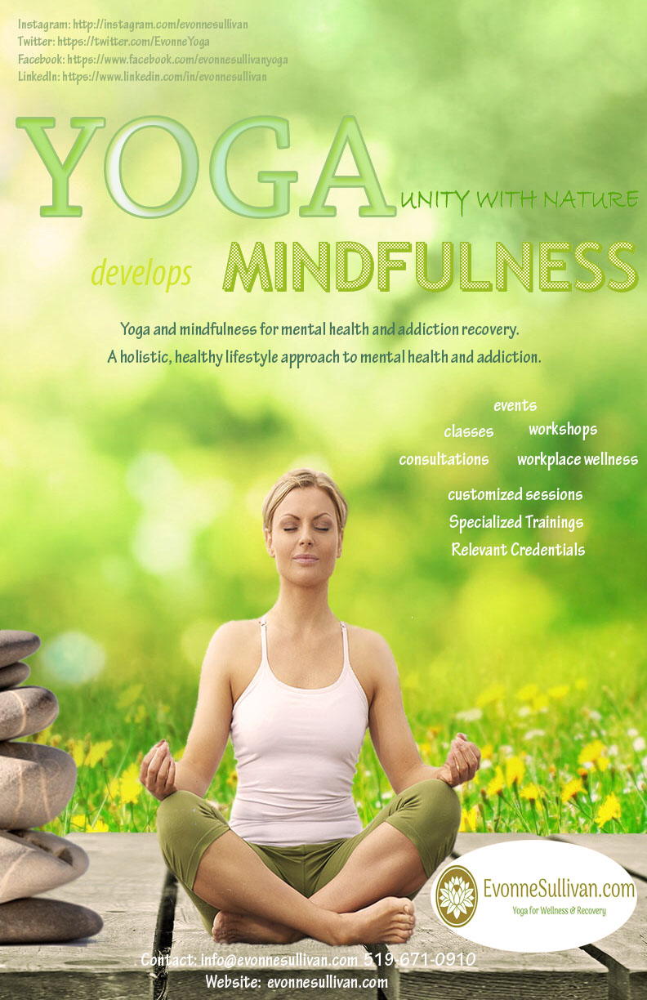 Instagram: http://instagram.com/evonnesullivan
Twitter: https://twitter.com/EvonneYoga
Facebook: https://www.facebook.com/evonnesullivanyoga
LinkedIn: https://www.linkedin.com/in/evonnesullivan
YOGA UNITY WITH NATURE
develops MINDFULNESS
Yoga and mindfulness for mental health and addiction recovery.
A holistic, healthy lifestyle approach to mental health and addiction.
events
classes workshops
consultations workplace wellness
customized sessions
Specialized Trainings
Relevant Credentials
EvonneSullivan.com
Yoga for Wellness & Recovery
Contact: info@evonnesullivan.com 519-671-0910
Website: evonnesullivan.com